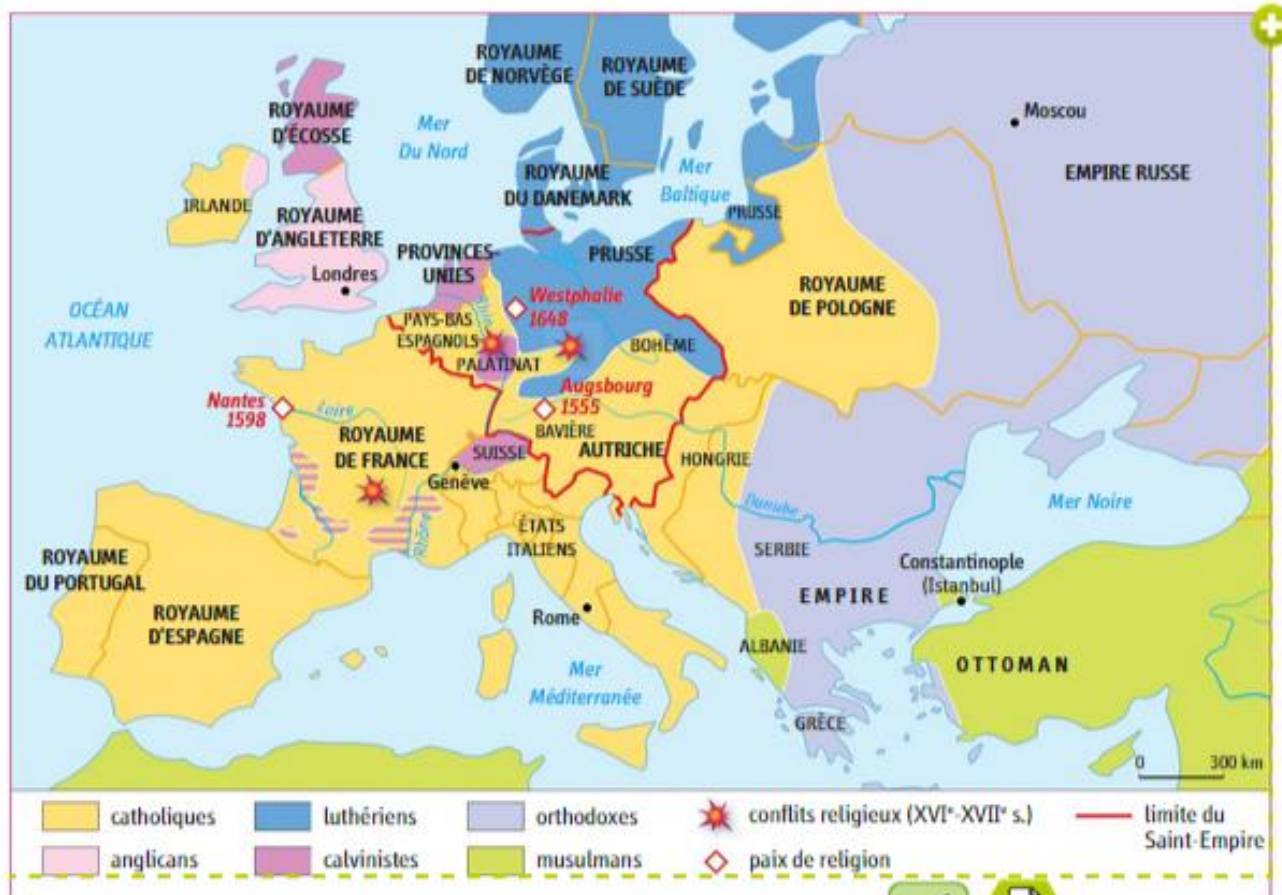 ROYAUME
DE NORVÈGE
ROYAUME
DE SUÈDE
Moscou
ROYAUME
D'ÉCOSSE
Mer
Du Nord
EMPIRE RUSSE
ROYAUME
DU DANEMARK
Mer
Baltique
IRLANDE
PRUSSE
ROYAUME
D'ANGLETERRE
PROVINCES-
UNIES
PRUSSE
Londres
ROYAUME
DE POLOGNE
OCÉAN
ATLANTIQUE
Westphalie
1648
PAYS-BAS
ESPAGNOLS
Rhin
BOHÊME
PALATINAT
Augsbourg
1555
Nantes
1598
Loire
BAVIÈRE
ROYAUME
DE FRANCE
SUISSE
AUTRICHE
HONGRIE
Genève
Mer Noire
Danube
Rhône
ÉTATS
ITALIENS
SERBIE
Constantinople
(Istanbul)
ROYAUME
DU PORTUGAL
EMPIRE
ROYAUME
D'ESPAGNE
Rome
ALBANIE
OTTOMAN
Mer
Méditerranée
GRÈCE
0 300 km
catholiques
luthériens
orthodoxes
conflits religieux (XVIᵉ-XVIIᵉ s.)
limite du
Saint-Empire
anglicans
calvinistes
musulmans
paix de religion